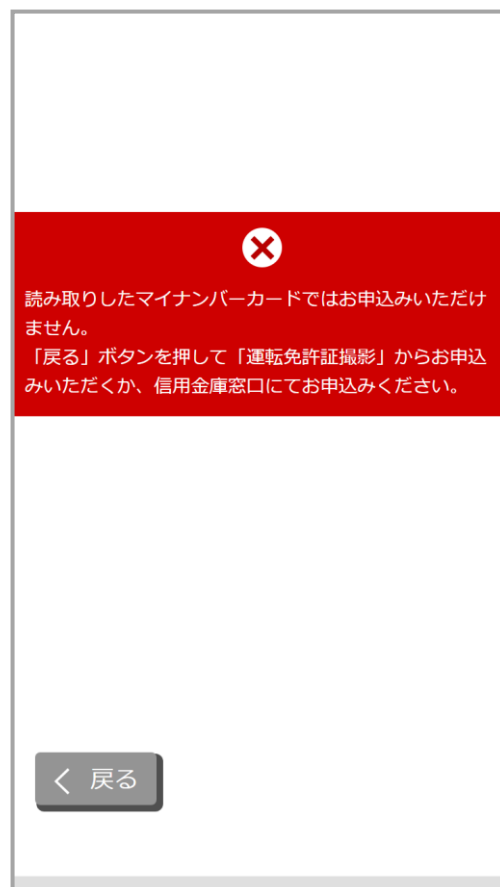 読み取りしたマイナンバーカードではお申込みいただけ
ません。
「戻る」ボタンを押して「運転免許証撮影」からお申込
みいただくか、信用金庫窓口にてお申込みください。
戻る